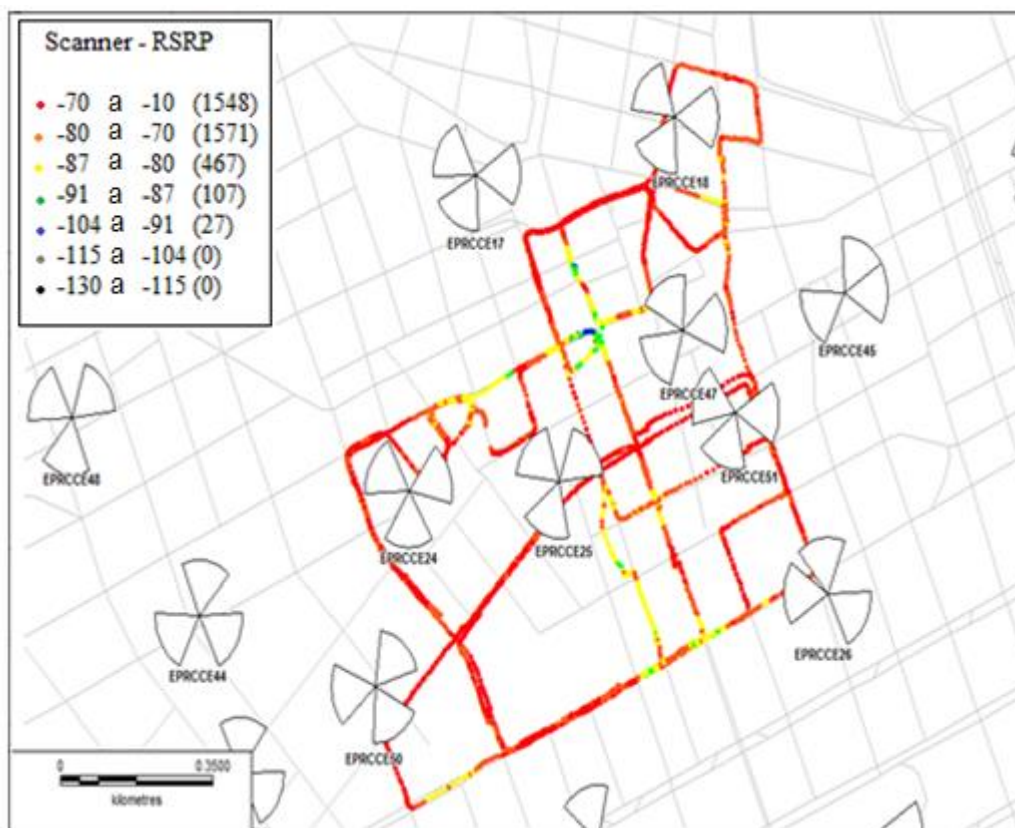 Scanner - RSRP
-70 a -10 (1548)
-80 a -70 (1571)
-87 a -80 (467)
-91 a -87 (107)
-104 a -91 (27)
-115 a -104 (0)
-130 a -115 (0)
EPRCCE18
EPRCCE17
EPRCCE45
EPRCCE47
EPRCCE48
EPRCCE51
EPRCCE24
EPRCCE25
EPRCCE26
EPRCCE44
EPRCCE50
0 0.3500
kilometres